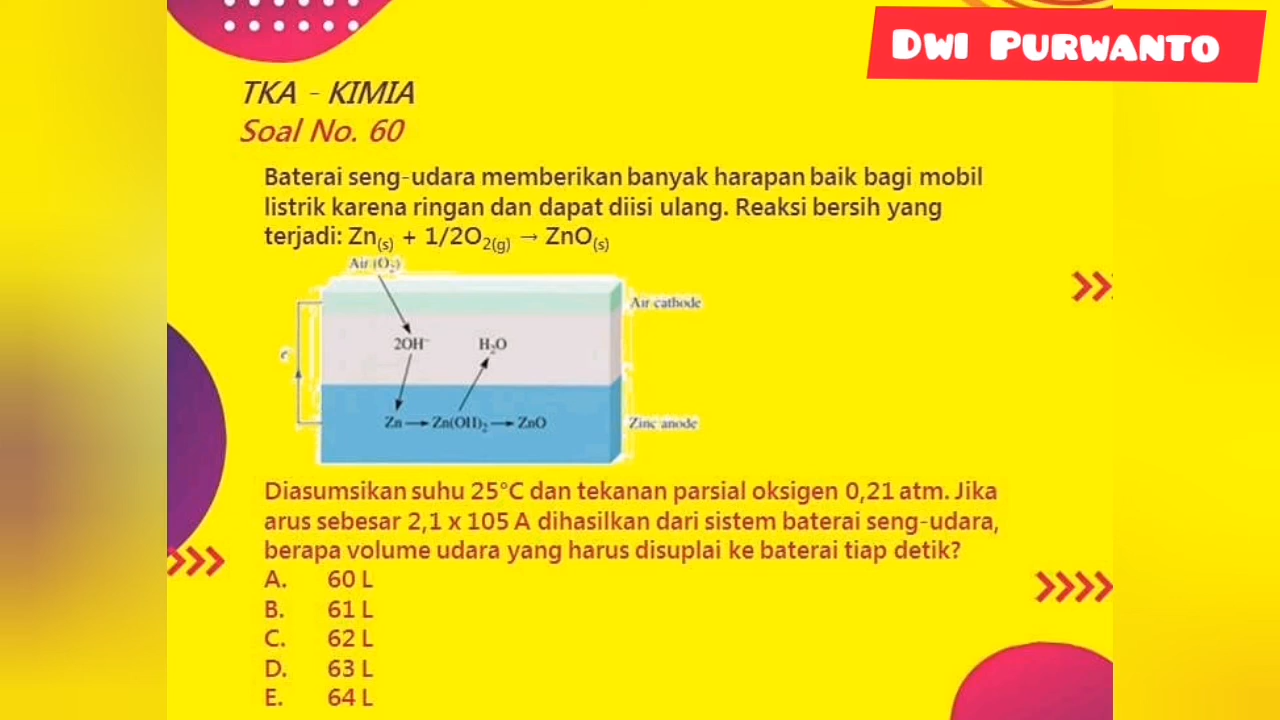 DWI PURWANTO
TKA - KIMIA
Soal No. 60
Baterai seng-udara memberikan banyak harapan baik bagi mobil
listrik karena ringan dan dapat diisi ulang. Reaksi bersih yang
terjadi: Zn(s) + 1/2O2(g) → ZnO(s)
Air (O2)
Air cathode
2OH⁻ H2O
e
Zn → Zn(OH)2 → ZnO
Zinc anode
Diasumsikan suhu 25°C dan tekanan parsial oksigen 0,21 atm. Jika
arus sebesar 2,1 x 105 A dihasilkan dari sistem baterai seng-udara,
berapa volume udara yang harus disuplai ke baterai tiap detik?
A. 60 L
B. 61 L
C. 62 L
D. 63 L
E. 64 L